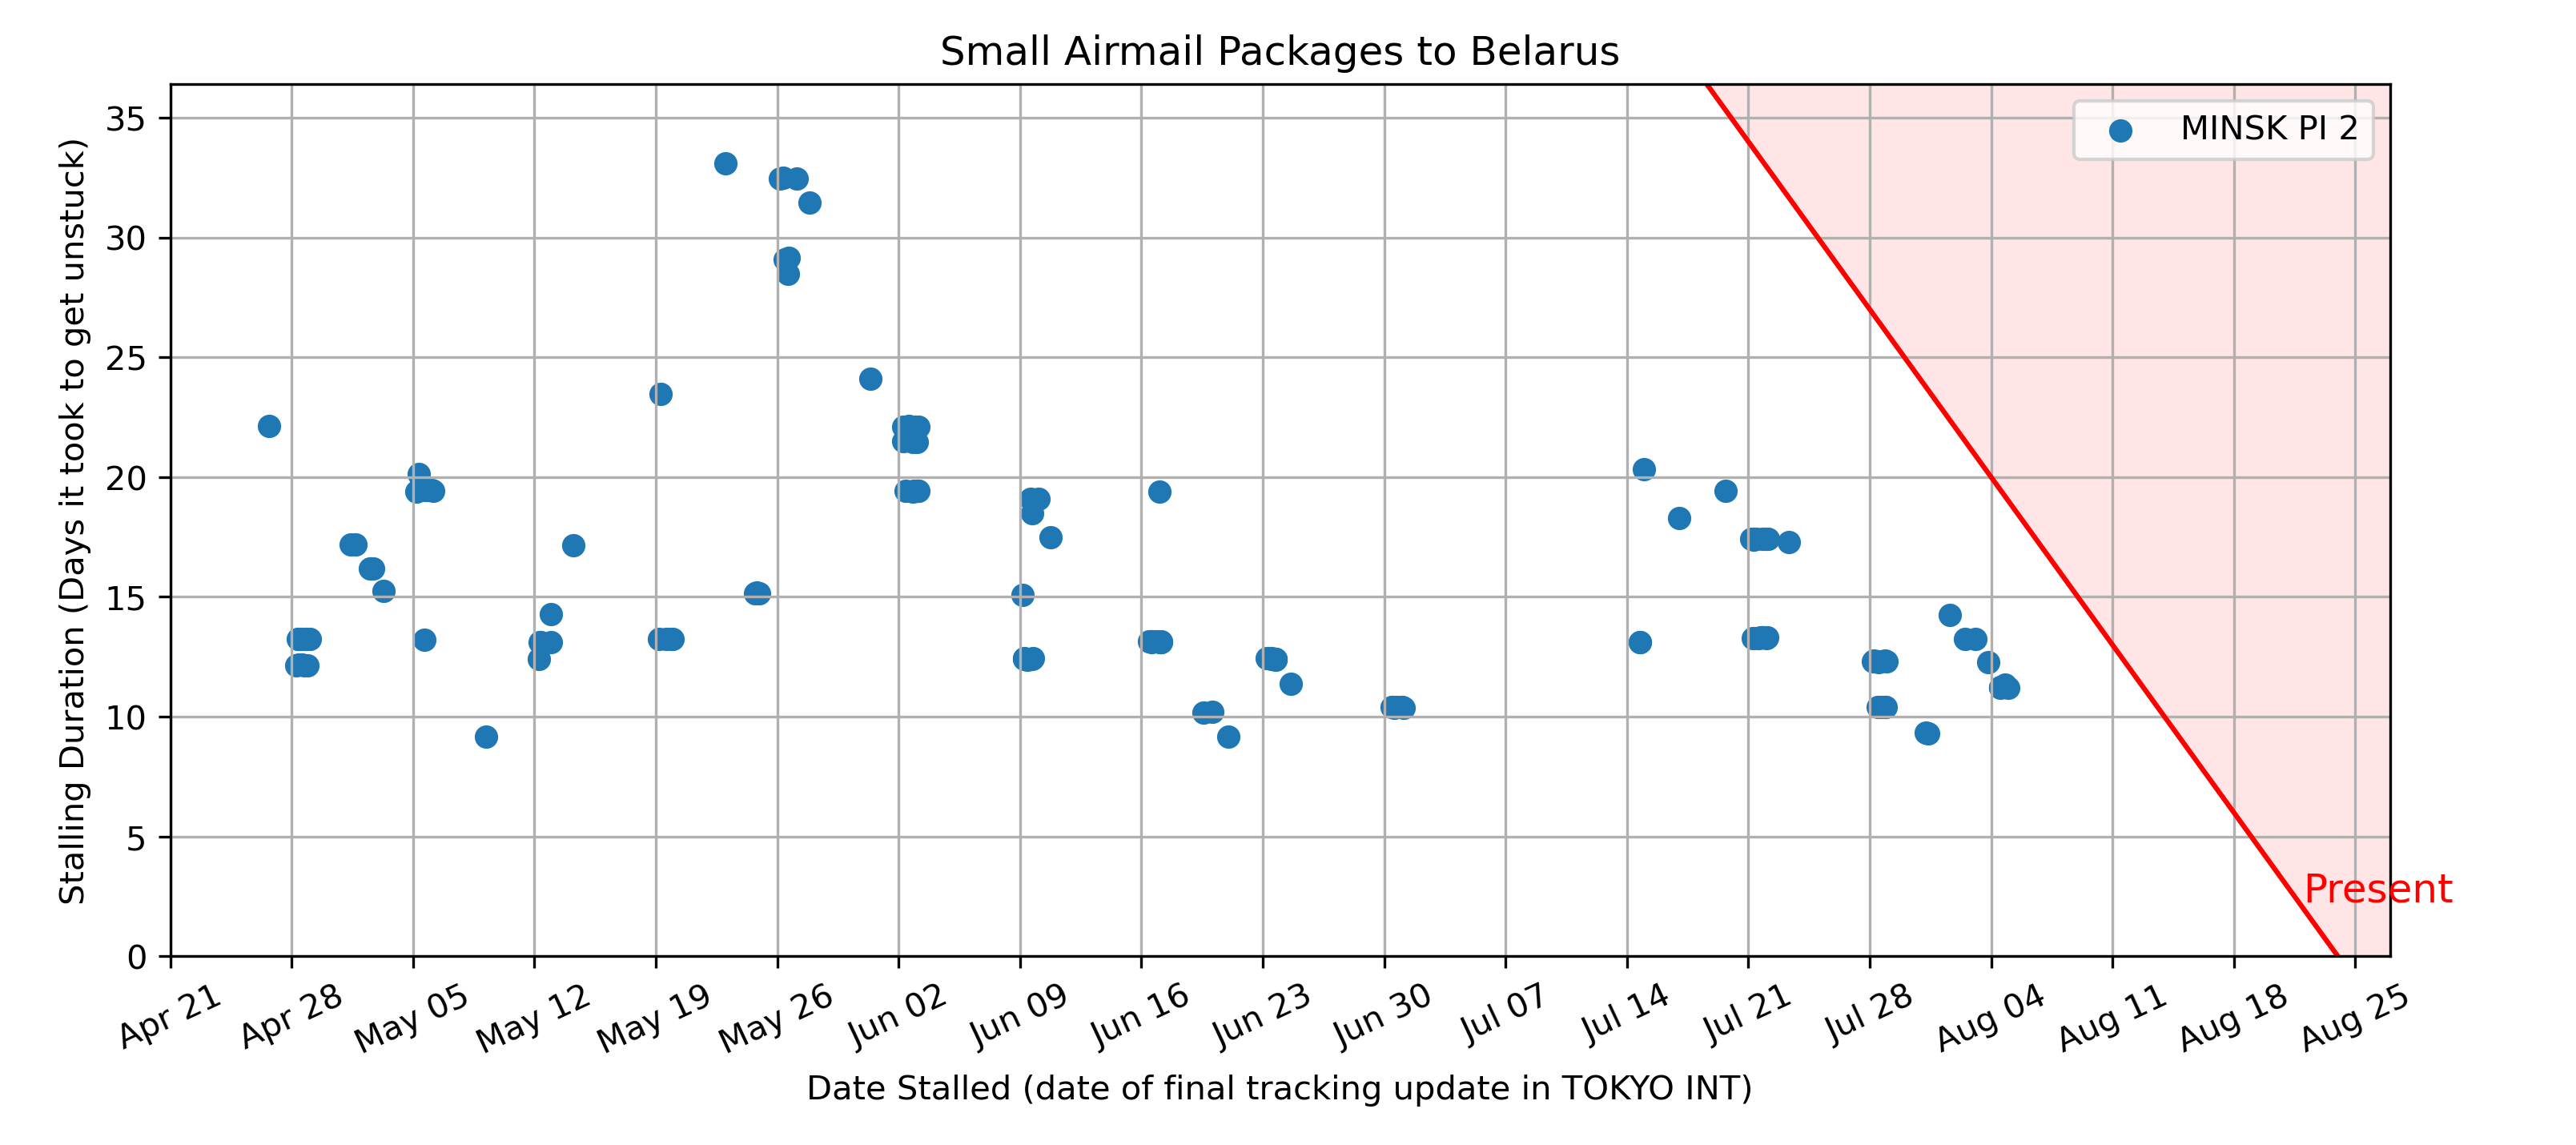 Small Airmail Packages to Belarus
MINSK PI 2
Stalling Duration (Days it took to get unstuck)
35
30
25
20
15
10
5
0
Present
Apr 21
Apr 28
May 05
May 12
May 19
May 26
Jun 02
Jun 09
Jun 16
Jun 23
Jun 30
Jul 07
Jul 14
Jul 21
Jul 28
Aug 04
Aug 11
Aug 18
Aug 25
Date Stalled (date of final tracking update in TOKYO INT)